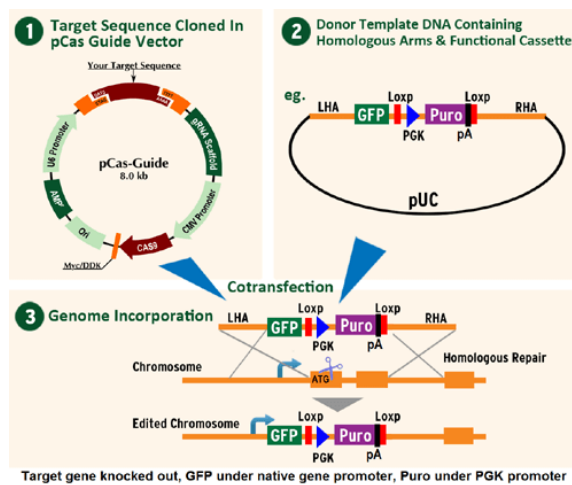 1 Target Sequence Cloned In
pCas Guide Vector
Your Target Sequence
U6 Promoter
gRNA Scaffold
pCas-Guide
8.0 kb
AMPr
CMV Promoter
Ori
CAS9
Myc/DDK
2 Donor Template DNA Containing
Homologous Arms & Functional Cassette
eg.
LHA GFP Loxp Puro Loxp RHA
PGK pA
pUC
Cotransfection
3 Genome Incorporation
LHA GFP Loxp Puro Loxp RHA
PGK pA
Chromosome
ATG
Homologous Repair
Edited Chromosome
GFP Loxp Puro Loxp
PGK pA
Target gene knocked out, GFP under native gene promoter, Puro under PGK promoter